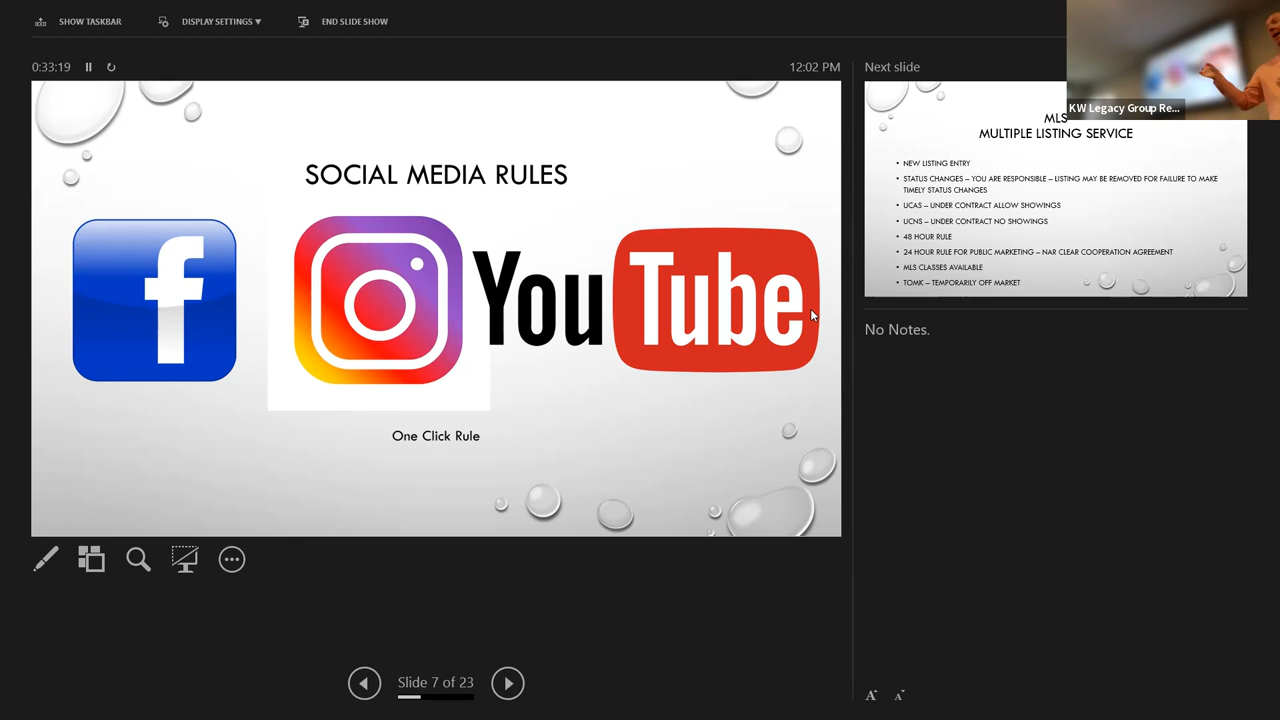 SHOW TASKBAR
DISPLAY SETTINGS ▼
END SLIDE SHOW
0:33:19
12:02 PM
Next slide
KW Legacy Group Re...
SOCIAL MEDIA RULES
f
YouTube
One Click Rule
MLS
MULTIPLE LISTING SERVICE
• NEW LISTING ENTRY
• STATUS CHANGES – YOU ARE RESPONSIBLE – LISTING MAY BE REMOVED FOR FAILURE TO MAKE
TIMELY STATUS CHANGES
• UCAS – UNDER CONTRACT ALLOW SHOWINGS
• UCNS – UNDER CONTRACT NO SHOWINGS
• 48 HOUR RULE
• 24 HOUR RULE FOR PUBLIC MARKETING – NAR CLEAR COOPERATION AGREEMENT
• MLS CLASSES AVAILABLE
• TOMK – TEMPORARILY OFF MARKET
No Notes.
Slide 7 of 23
A A